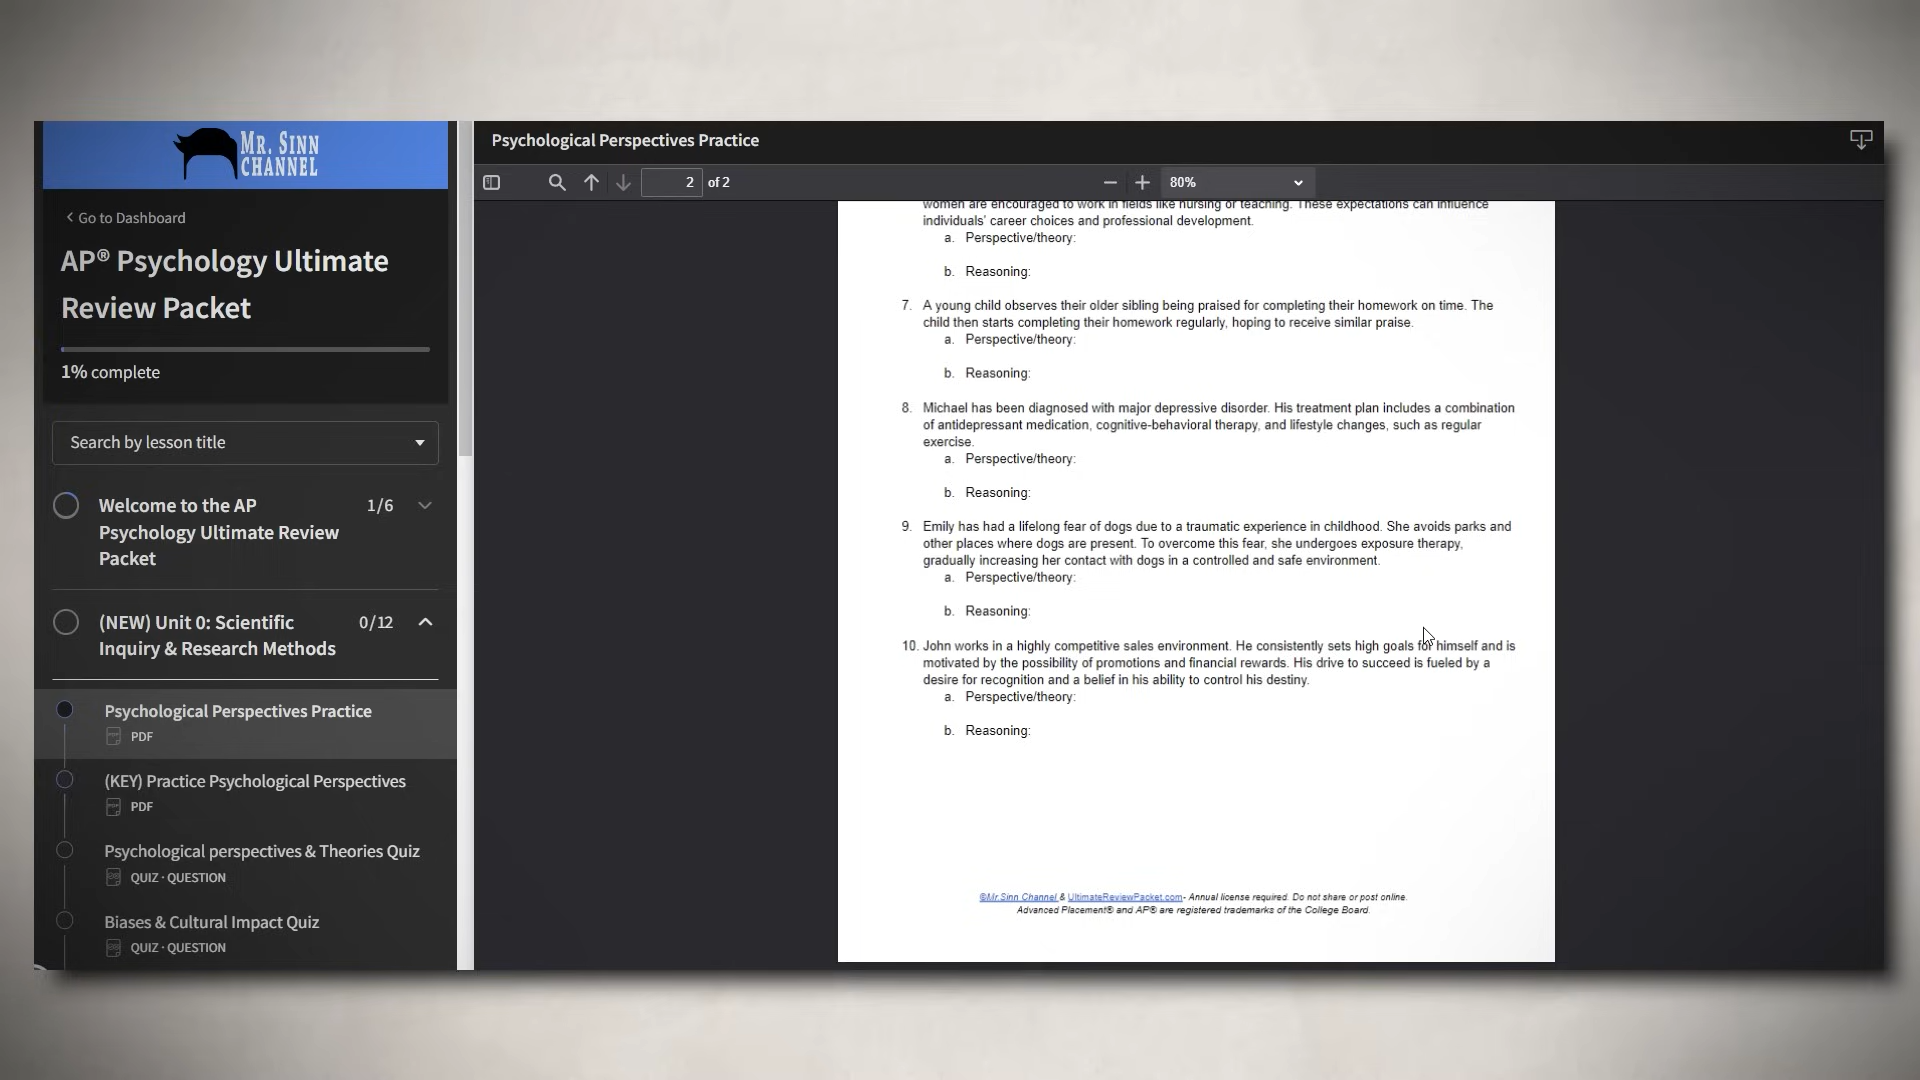 MR. SINN
CHANNEL
Go to Dashboard
AP® Psychology Ultimate
Review Packet
1% complete
Search by lesson title
Welcome to the AP
Psychology Ultimate Review
Packet
1/6
(NEW) Unit 0: Scientific
Inquiry & Research Methods
0/12
Psychological Perspectives Practice
PDF
(KEY) Practice Psychological Perspectives
PDF
Psychological perspectives & Theories Quiz
QUIZ · QUESTION
Biases & Cultural Impact Quiz
QUIZ · QUESTION
Psychological Perspectives Practice
2 of 2
80%
women are encouraged to work in fields like nursing or teaching. These expectations can influence
individuals' career choices and professional development.
a. Perspective/theory:
b. Reasoning:
7. A young child observes their older sibling being praised for completing their homework on time. The
child then starts completing their homework regularly, hoping to receive similar praise.
a. Perspective/theory:
b. Reasoning:
8. Michael has been diagnosed with major depressive disorder. His treatment plan includes a combination
of antidepressant medication, cognitive-behavioral therapy, and lifestyle changes, such as regular
exercise.
a. Perspective/theory:
b. Reasoning:
9. Emily has had a lifelong fear of dogs due to a traumatic experience in childhood. She avoids parks and
other places where dogs are present. To overcome this fear, she undergoes exposure therapy,
gradually increasing her contact with dogs in a controlled and safe environment.
a. Perspective/theory:
b. Reasoning:
10. John works in a highly competitive sales environment. He consistently sets high goals for himself and is
motivated by the possibility of promotions and financial rewards. His drive to succeed is fueled by a
desire for recognition and a belief in his ability to control his destiny.
a. Perspective/theory:
b. Reasoning:
©Mr.Sinn Channel & UltimateReviewPacket.com- Annual license required. Do not share or post online.
Advanced Placement® and AP® are registered trademarks of the College Board.